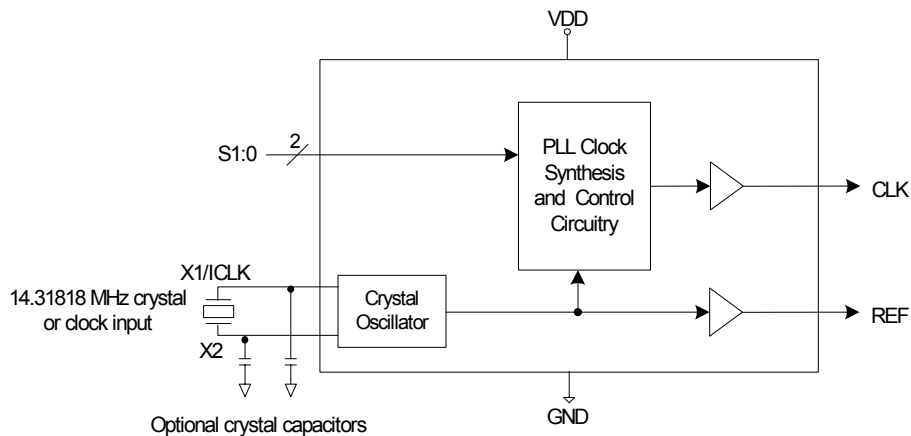 VDD
2
S1:0
PLL Clock
Synthesis
and Control
Circuitry
CLK
X1/ICLK
14.31818 MHz crystal
or clock input
X2
Crystal
Oscillator
REF
GND
Optional crystal capacitors